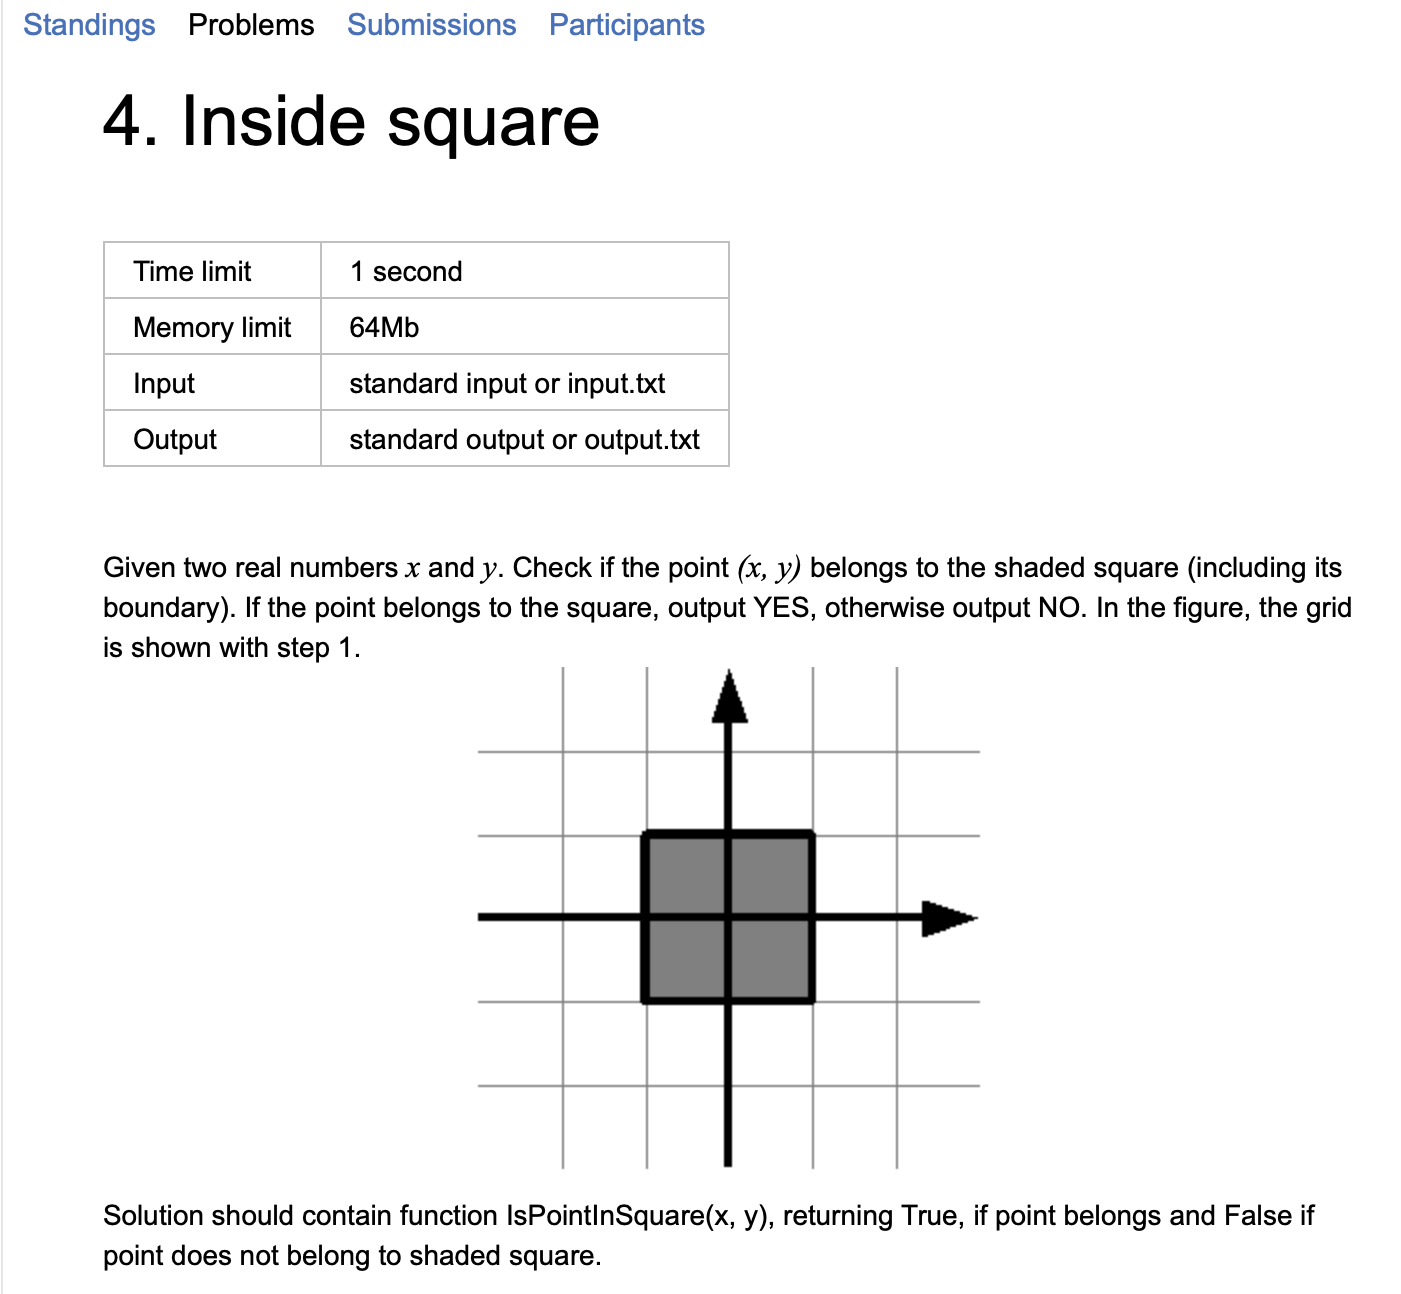 Standings Problems Submissions Participants
4. Inside square
Time limit 1 second
Memory limit 64Mb
Input standard input or input.txt
Output standard output or output.txt
Given two real numbers x and y. Check if the point (x, y) belongs to the shaded square (including its
boundary). If the point belongs to the square, output YES, otherwise output NO. In the figure, the grid
is shown with step 1.
Solution should contain function IsPointInSquare(x, y), returning True, if point belongs and False if
point does not belong to shaded square.